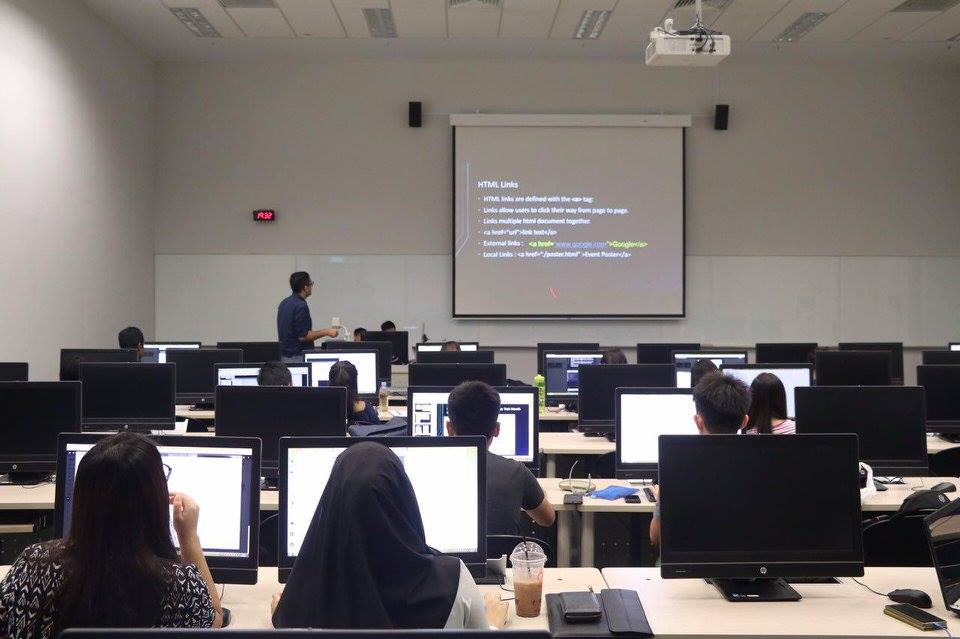 HTML Links
HTML links are defined with the <a> tag:
Links allow users to click their way from page to page.
Links multiple html document together.
<a href="url">link text</a>
External links : <a href="www.google.com">Google</a>
Local Links : <a href="./poster.html" >Event Poster</a>
19:32
hp